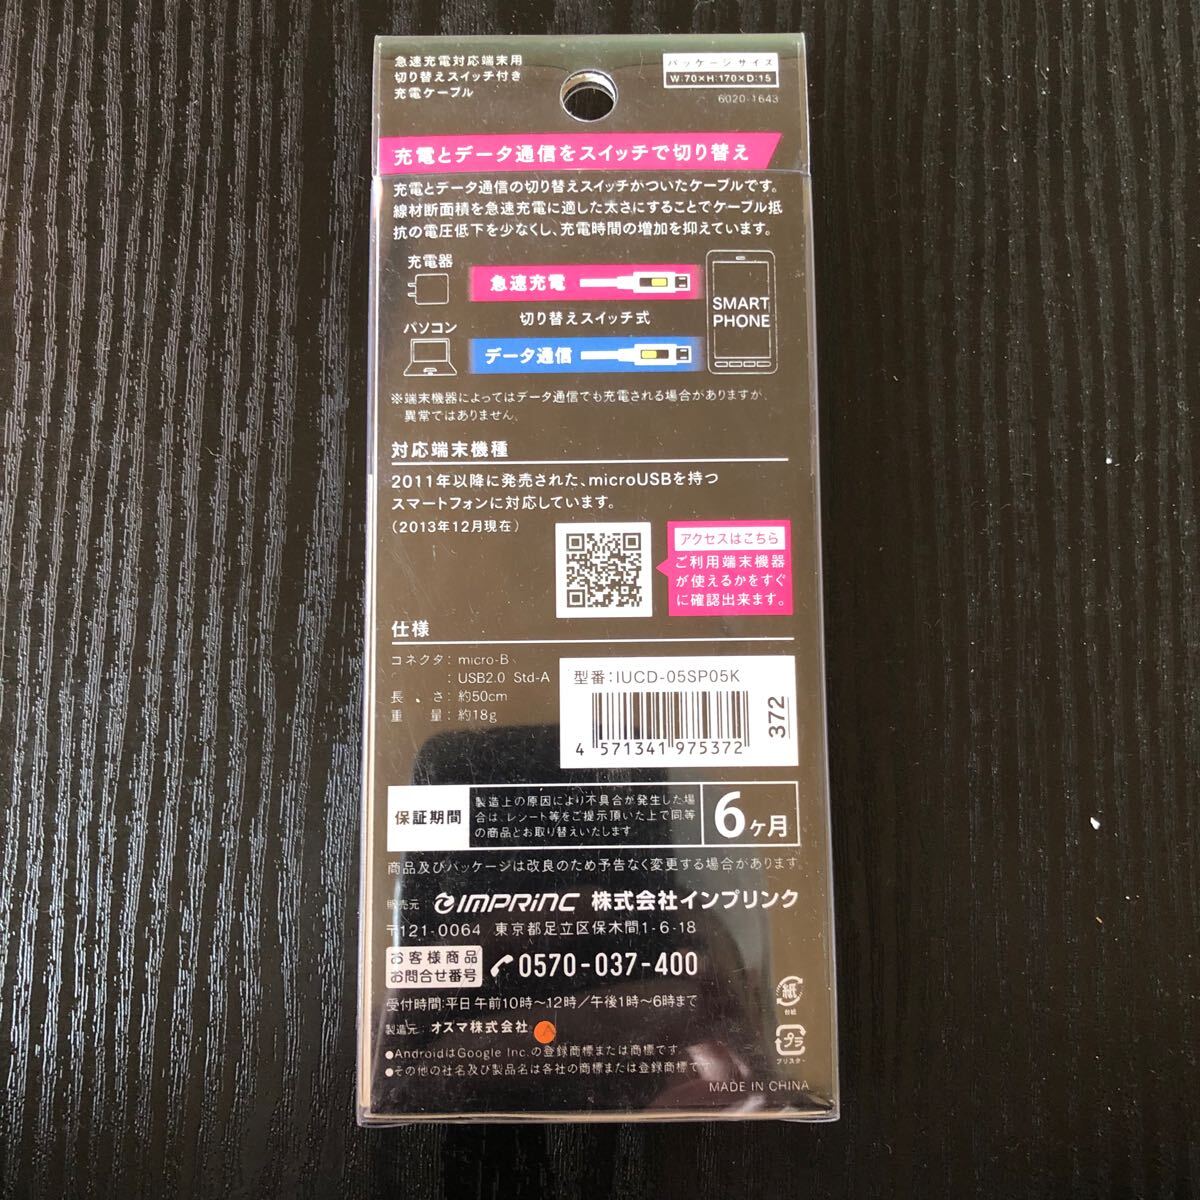 急速充電対応端末用
切り替えスイッチ付き
充電ケーブル
パッケージサイズ
W:70×H:170×D:15
6020-1643
充電とデータ通信をスイッチで切り替え
充電とデータ通信の切り替えスイッチがついたケーブルです。
線材断面積を急速充電に適した太さにすることでケーブル抵
抗の電圧低下を少なくし、充電時間の増加を抑えています。
充電器
急速充電
切り替えスイッチ式
パソコン
データ通信
SMART
PHONE
※端末機器によってはデータ通信でも充電される場合がありますが、
異常ではありません。
対応端末機種
2011年以降に発売された、microUSBを持つ
スマートフォンに対応しています。
(2013年12月現在)
アクセスはこちら
ご利用端末機器
が使えるかをすぐ
に確認出来ます。
仕様
コネクタ: micro-B
: USB2.0 Std-A
長 さ: 約50cm
重 量: 約18g
型番:IUCD-05SP05K
4 571341 975372
372
保証期間
製造上の原因により不具合が発生した場
合は、レシート等をご提示頂いた上で同等
の商品とお取り替えいたします
6ヶ月
商品及びパッケージは改良のため予告なく変更する場合があります。
販売元: IMPRINC 株式会社インプリンク
〒121-0064 東京都足立区保木間1-6-18
お客様商品
お問合せ番号
0570-037-400
受付時間:平日 午前10時〜12時/午後1時〜6時まで
製造元: オズマ株式会社
●AndroidはGoogle Inc.の登録商標または商標です
●その他の社名及び製品名は各社の商標または登録商標です
紙
台紙
プラ
ブリスター
MADE IN CHINA